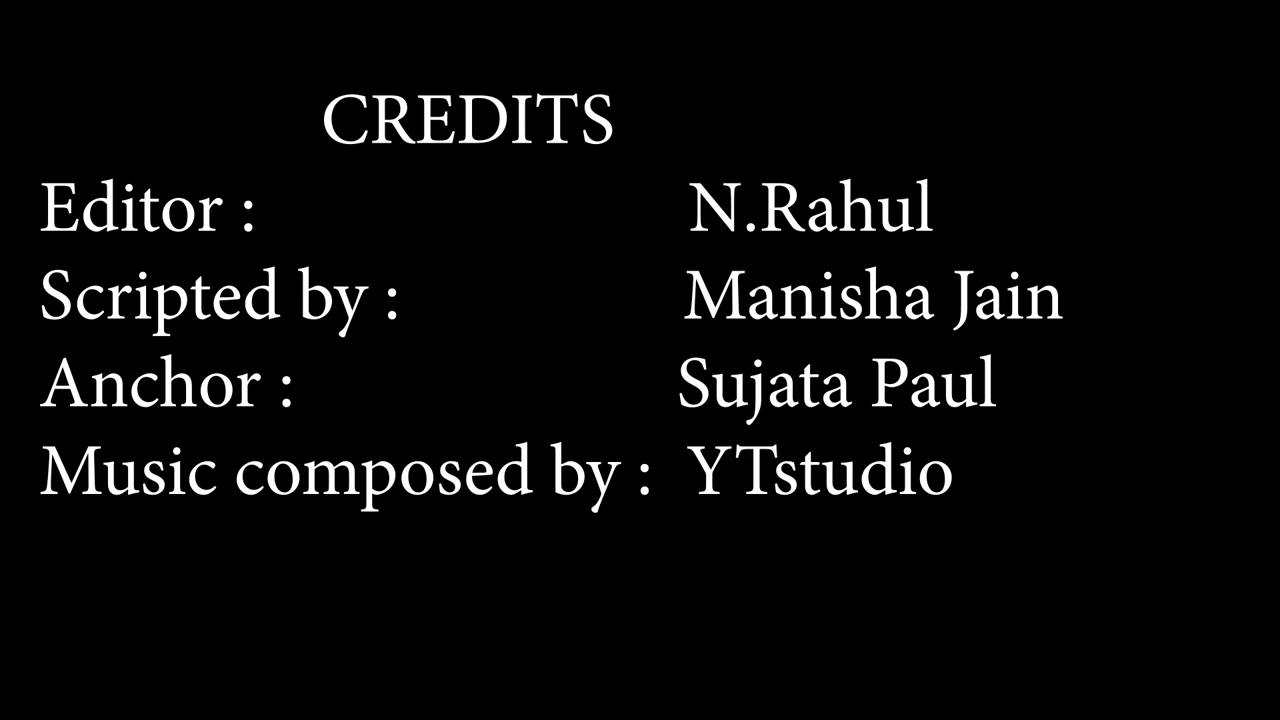 CREDITS
Editor : N.Rahul
Scripted by : Manisha Jain
Anchor : Sujata Paul
Music composed by : YTstudio